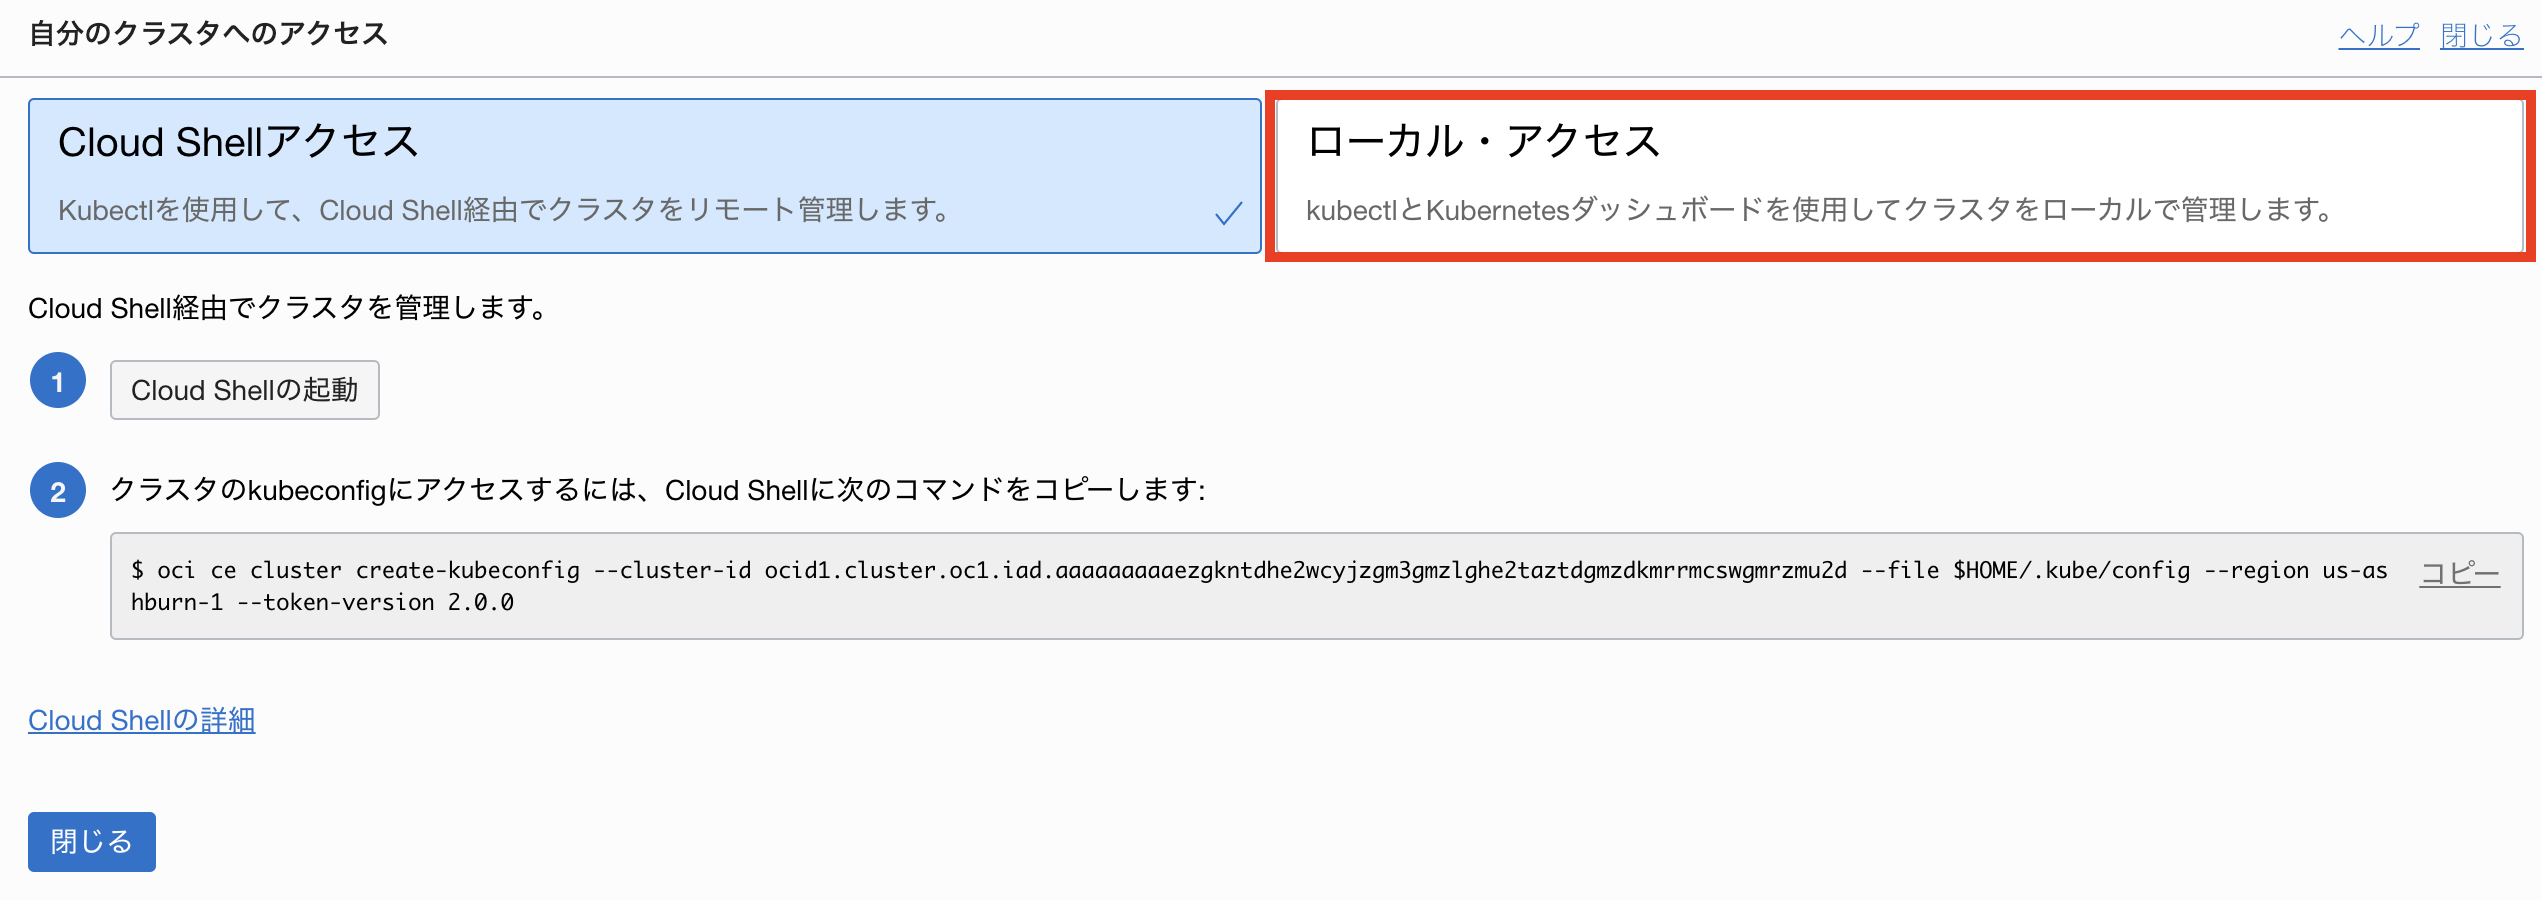 自分のクラスタへのアクセス
ヘルプ 閉じる
Cloud Shellアクセス
Kubectlを使用して、Cloud Shell経由でクラスタをリモート管理します。
ローカル・アクセス
kubectlとKubernetesダッシュボードを使用してクラスタをローカルで管理します。
Cloud Shell経由でクラスタを管理します。
1
Cloud Shellの起動
2
クラスタのkubeconfigにアクセスするには、Cloud Shellに次のコマンドをコピーします:
$ oci ce cluster create-kubeconfig --cluster-id ocid1.cluster.oc1.iad.aaaaaaaaaezgkntdhe2wcyjzgm3gmzlghe2taztdgmzdkmrrmcswgmrzmu2d --file $HOME/.kube/config --region us-as
hburn-1 --token-version 2.0.0
コピー
Cloud Shellの詳細
閉じる